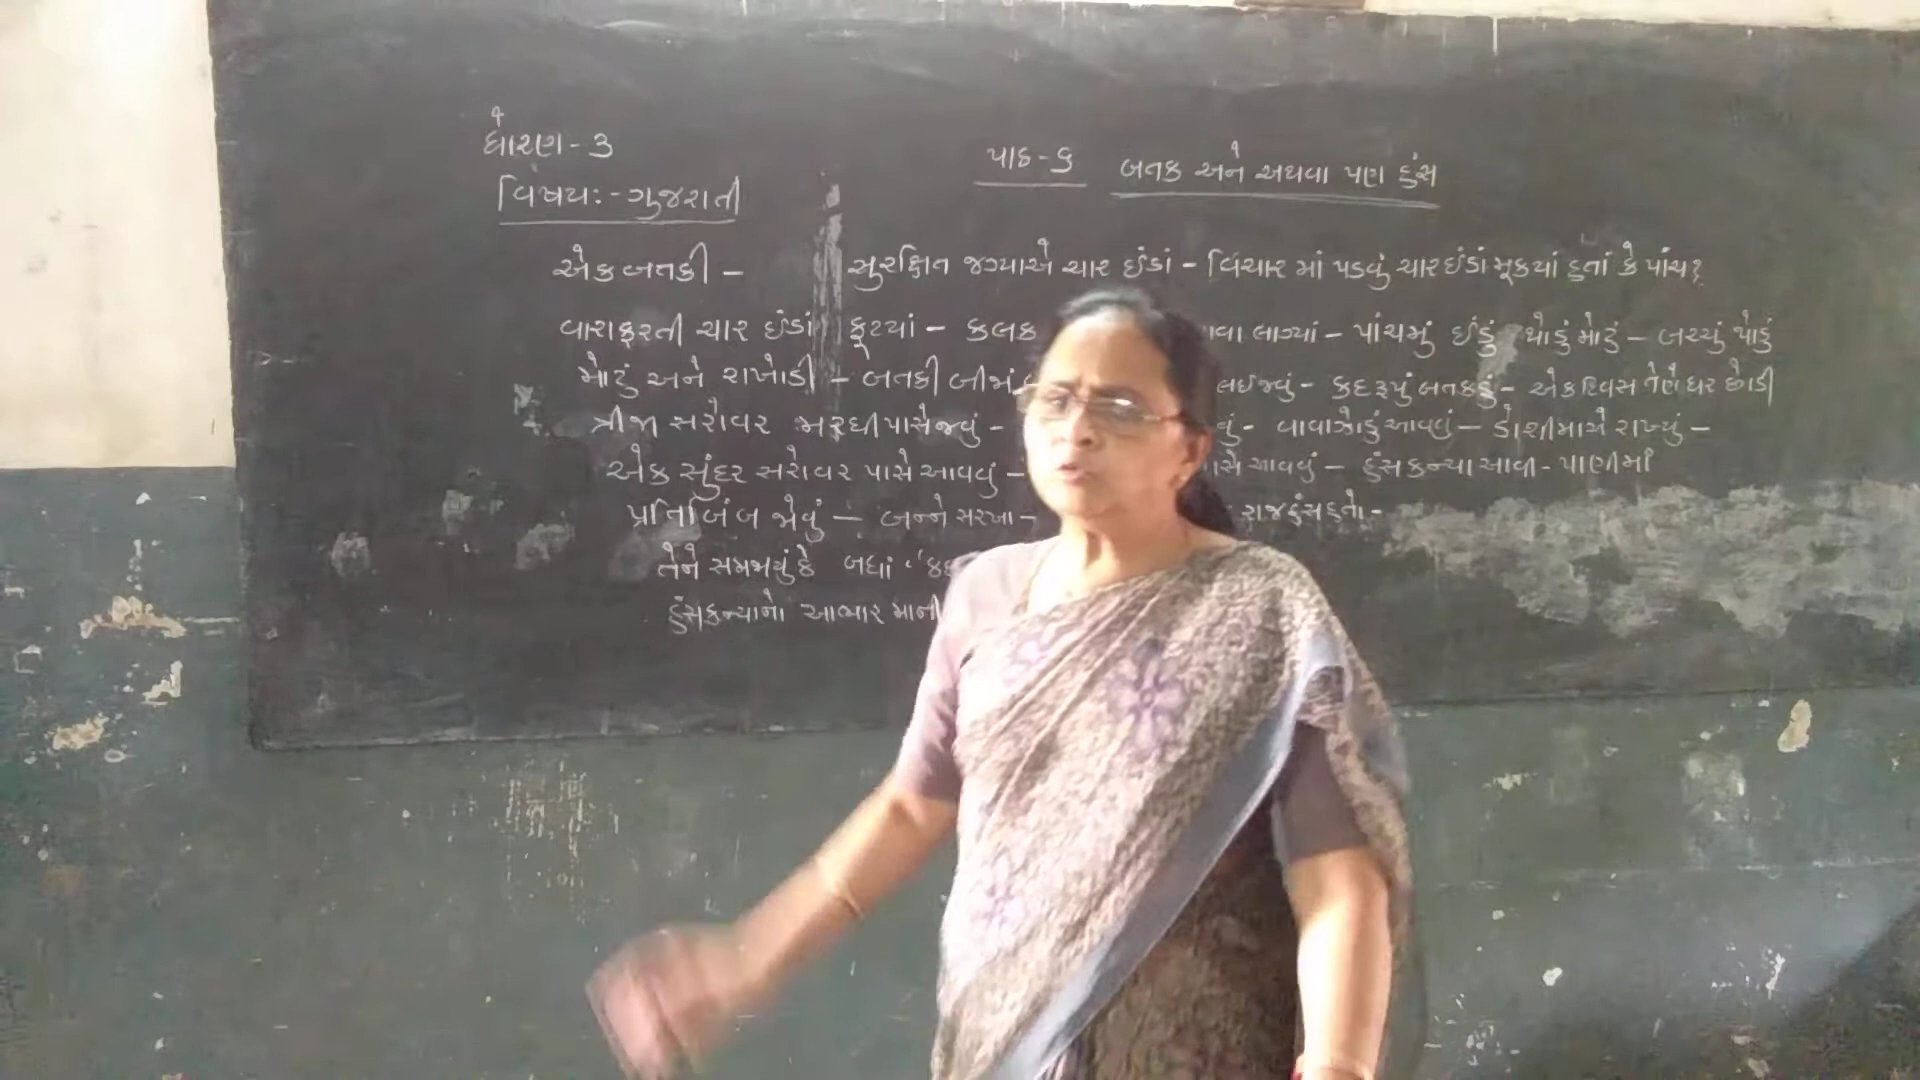 ધોરણ - ૩
વિષય:- ગુજરાતી
પાઠ - ૬ બતક અને અથવા પણ હંસ
એક બતકી – સુરક્ષિત જગ્યાએ ચાર ઈંડાં – વિચાર માં પડવું ચાર ઈંડાં મૂકયાં હતાં કે પાંચ?
વારાફરતી ચાર ઈંડાં ફૂટયાં – કલક વા લાગ્યાં – પાંચમું ઈંડું થોડું મોટું – બચ્ચું થોડું
મોટું અને રાખોડી – બતકી બીજાં લઈ જવું – કદરૂપું બતકડું – એક દિવસ તેણે ઘર છોડી
ત્રીજા સરોવર મરઘી પાસે જવું – વું – વાવાઝોડું આવવું – ડોશીમાએ રાખ્યું –
એક સુંદર સરોવર પાસે આવવું – સે આવવું – હંસકન્યા આવી - પાણીમાં
પ્રતિબિંબ જોવું – બન્ને સરખા – રાજહંસ હતો –
તેને સમજાયું કે બધાં "કદ
હંસકન્યાનો આભાર માની